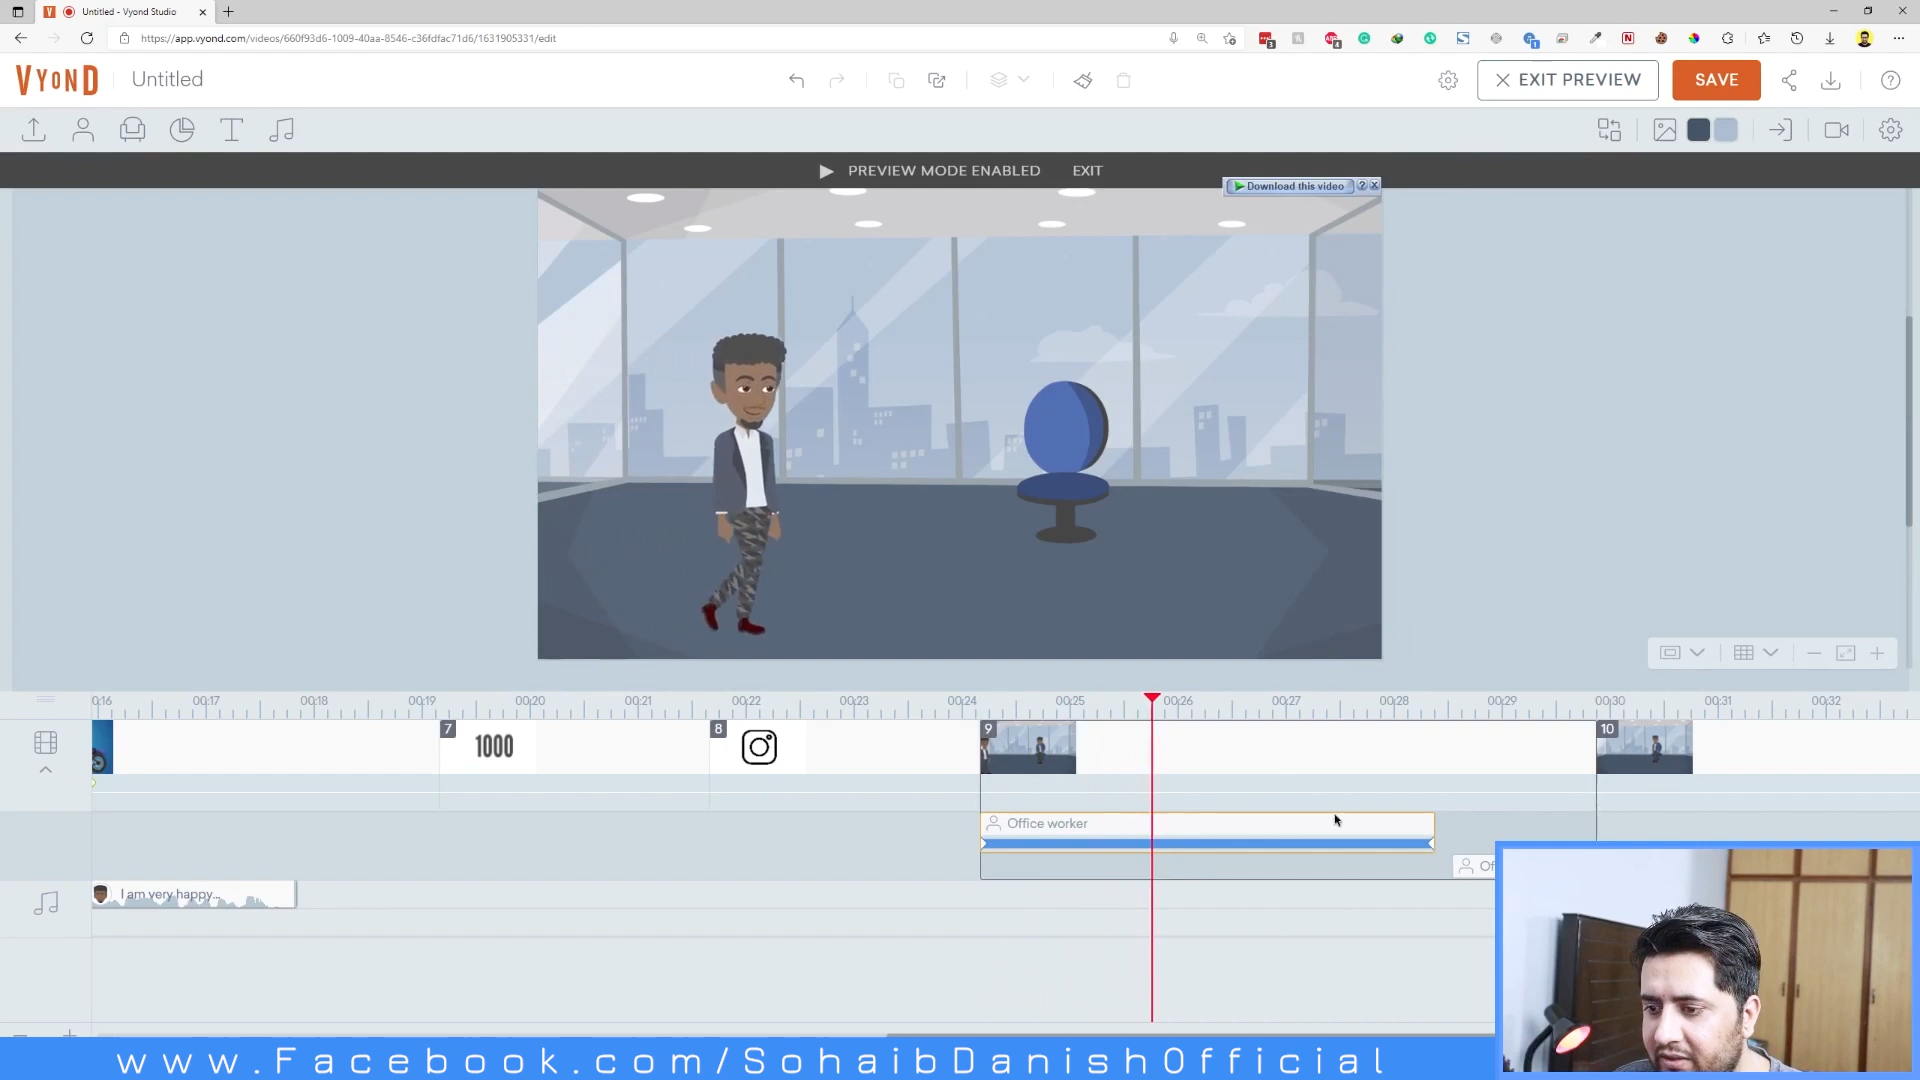 Untitled - Vyond Studio
https://app.vyond.com/videos/660f93d6-1009-40aa-8546-c36fdfac71d6/1631905331/edit
VYOND
Untitled
EXIT PREVIEW
SAVE
PREVIEW MODE ENABLED
EXIT
Download this video
0:16 00:17 00:18 00:19 00:20 00:21 00:22 00:23 00:24 00:25 00:26 00:27 00:28 00:29 00:30 00:31 00:32
7
1000
8
9
10
Office worker
Of
I am very happy...
www.Facebook.com/SohaibDanishOfficial